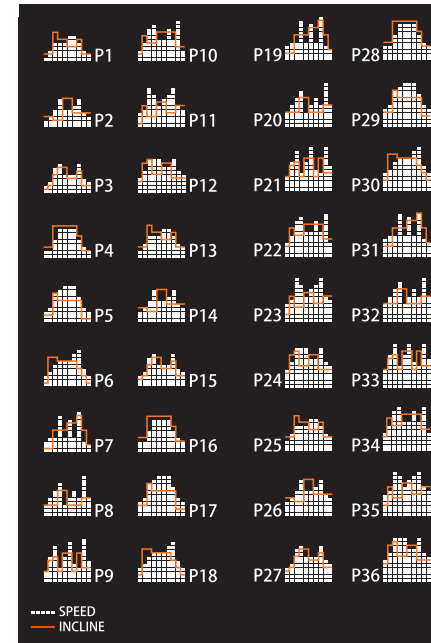 P1 P10 P19 P28
P2 P11 P20 P29
P3 P12 P21 P30
P4 P13 P22 P31
P5 P14 P23 P32
P6 P15 P24 P33
P7 P16 P25 P34
P8 P17 P26 P35
P9 P18 P27 P36
SPEED
INCLINE